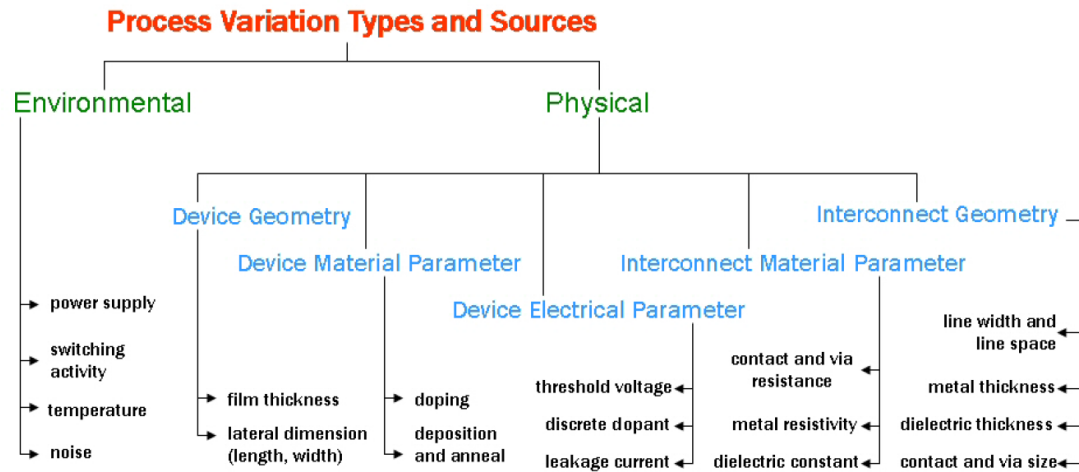 Process Variation Types and Sources
Environmental
Physical
Device Geometry
Interconnect Geometry
Device Material Parameter
Interconnect Material Parameter
Device Electrical Parameter
power supply
switching
activity
temperature
noise
film thickness
lateral dimension
(length, width)
doping
deposition
and anneal
threshold voltage
discrete dopant
leakage current
contact and via
resistance
metal resistivity
dielectric constant
line width and
line space
metal thickness
dielectric thickness
contact and via size